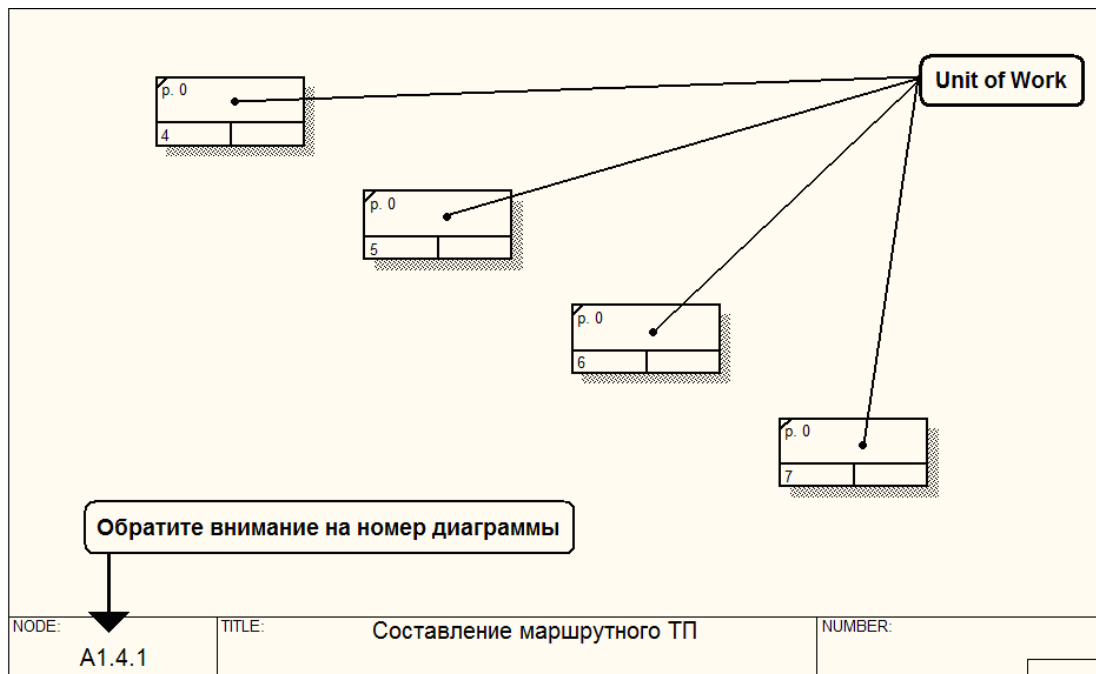 p. 0
4
Unit of Work
p. 0
5
p. 0
6
p. 0
7
Обратите внимание на номер диаграммы
NODE:
A1.4.1
TITLE:
Составление маршрутного ТП
NUMBER: